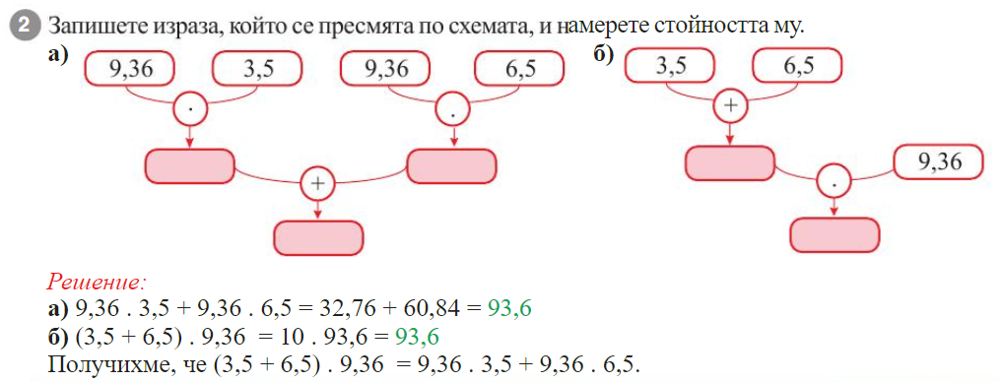 2 Запишете израза, който се пресмята по схемата, и намерете стойността му.
а) 9,36 3,5 9,36 6,5 б) 3,5 6,5
. . +
9,36
+ .
Решение:
а) 9,36 . 3,5 + 9,36 . 6,5 = 32,76 + 60,84 = 93,6
б) (3,5 + 6,5) . 9,36 = 10 . 93,6 = 93,6
Получихме, че (3,5 + 6,5) . 9,36 = 9,36 . 3,5 + 9,36 . 6,5.